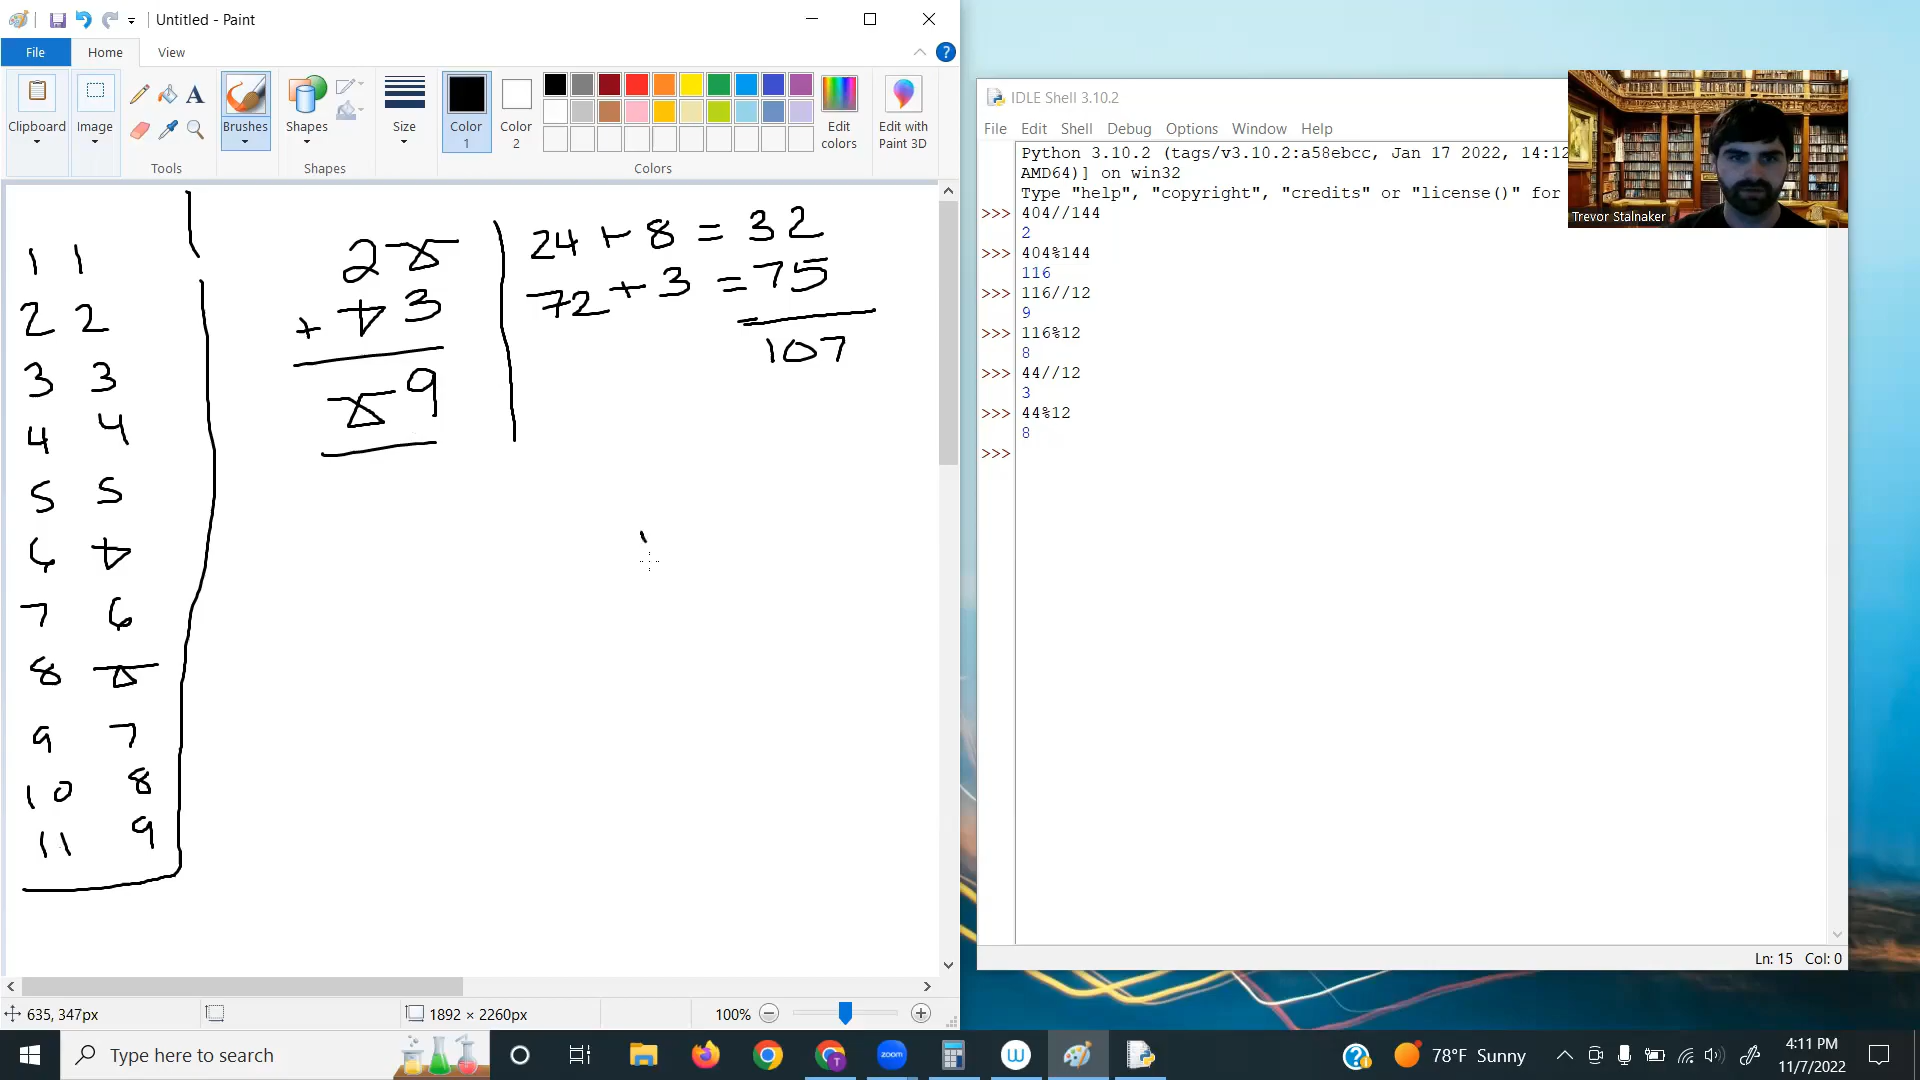 Untitled - Paint
File Home View
Clipboard
Image
Tools
Brushes
Shapes
Shapes
Size
Color 1
Color 2
Edit colors
Edit with Paint 3D
Colors
1 1
2 2
3 3
4 4
5 5
6
7 6
8
9 7
10 8
11 9
2
+ 3
9
24 + 8 = 32
72 + 3 = 75
107
635, 347px
1892 × 2260px
100%
IDLE Shell 3.10.2
File Edit Shell Debug Options Window Help
Python 3.10.2 (tags/v3.10.2:a58ebcc, Jan 17 2022, 14:12
AMD64)] on win32
Type "help", "copyright", "credits" or "license()" for
>>> 404//144
2
>>> 404%144
116
>>> 116//12
9
>>> 116%12
8
>>> 44//12
3
>>> 44%12
8
>>>
Ln: 15 Col: 0
Trevor Stalnaker
Type here to search
zoom
W
T
78°F Sunny
4:11 PM
11/7/2022